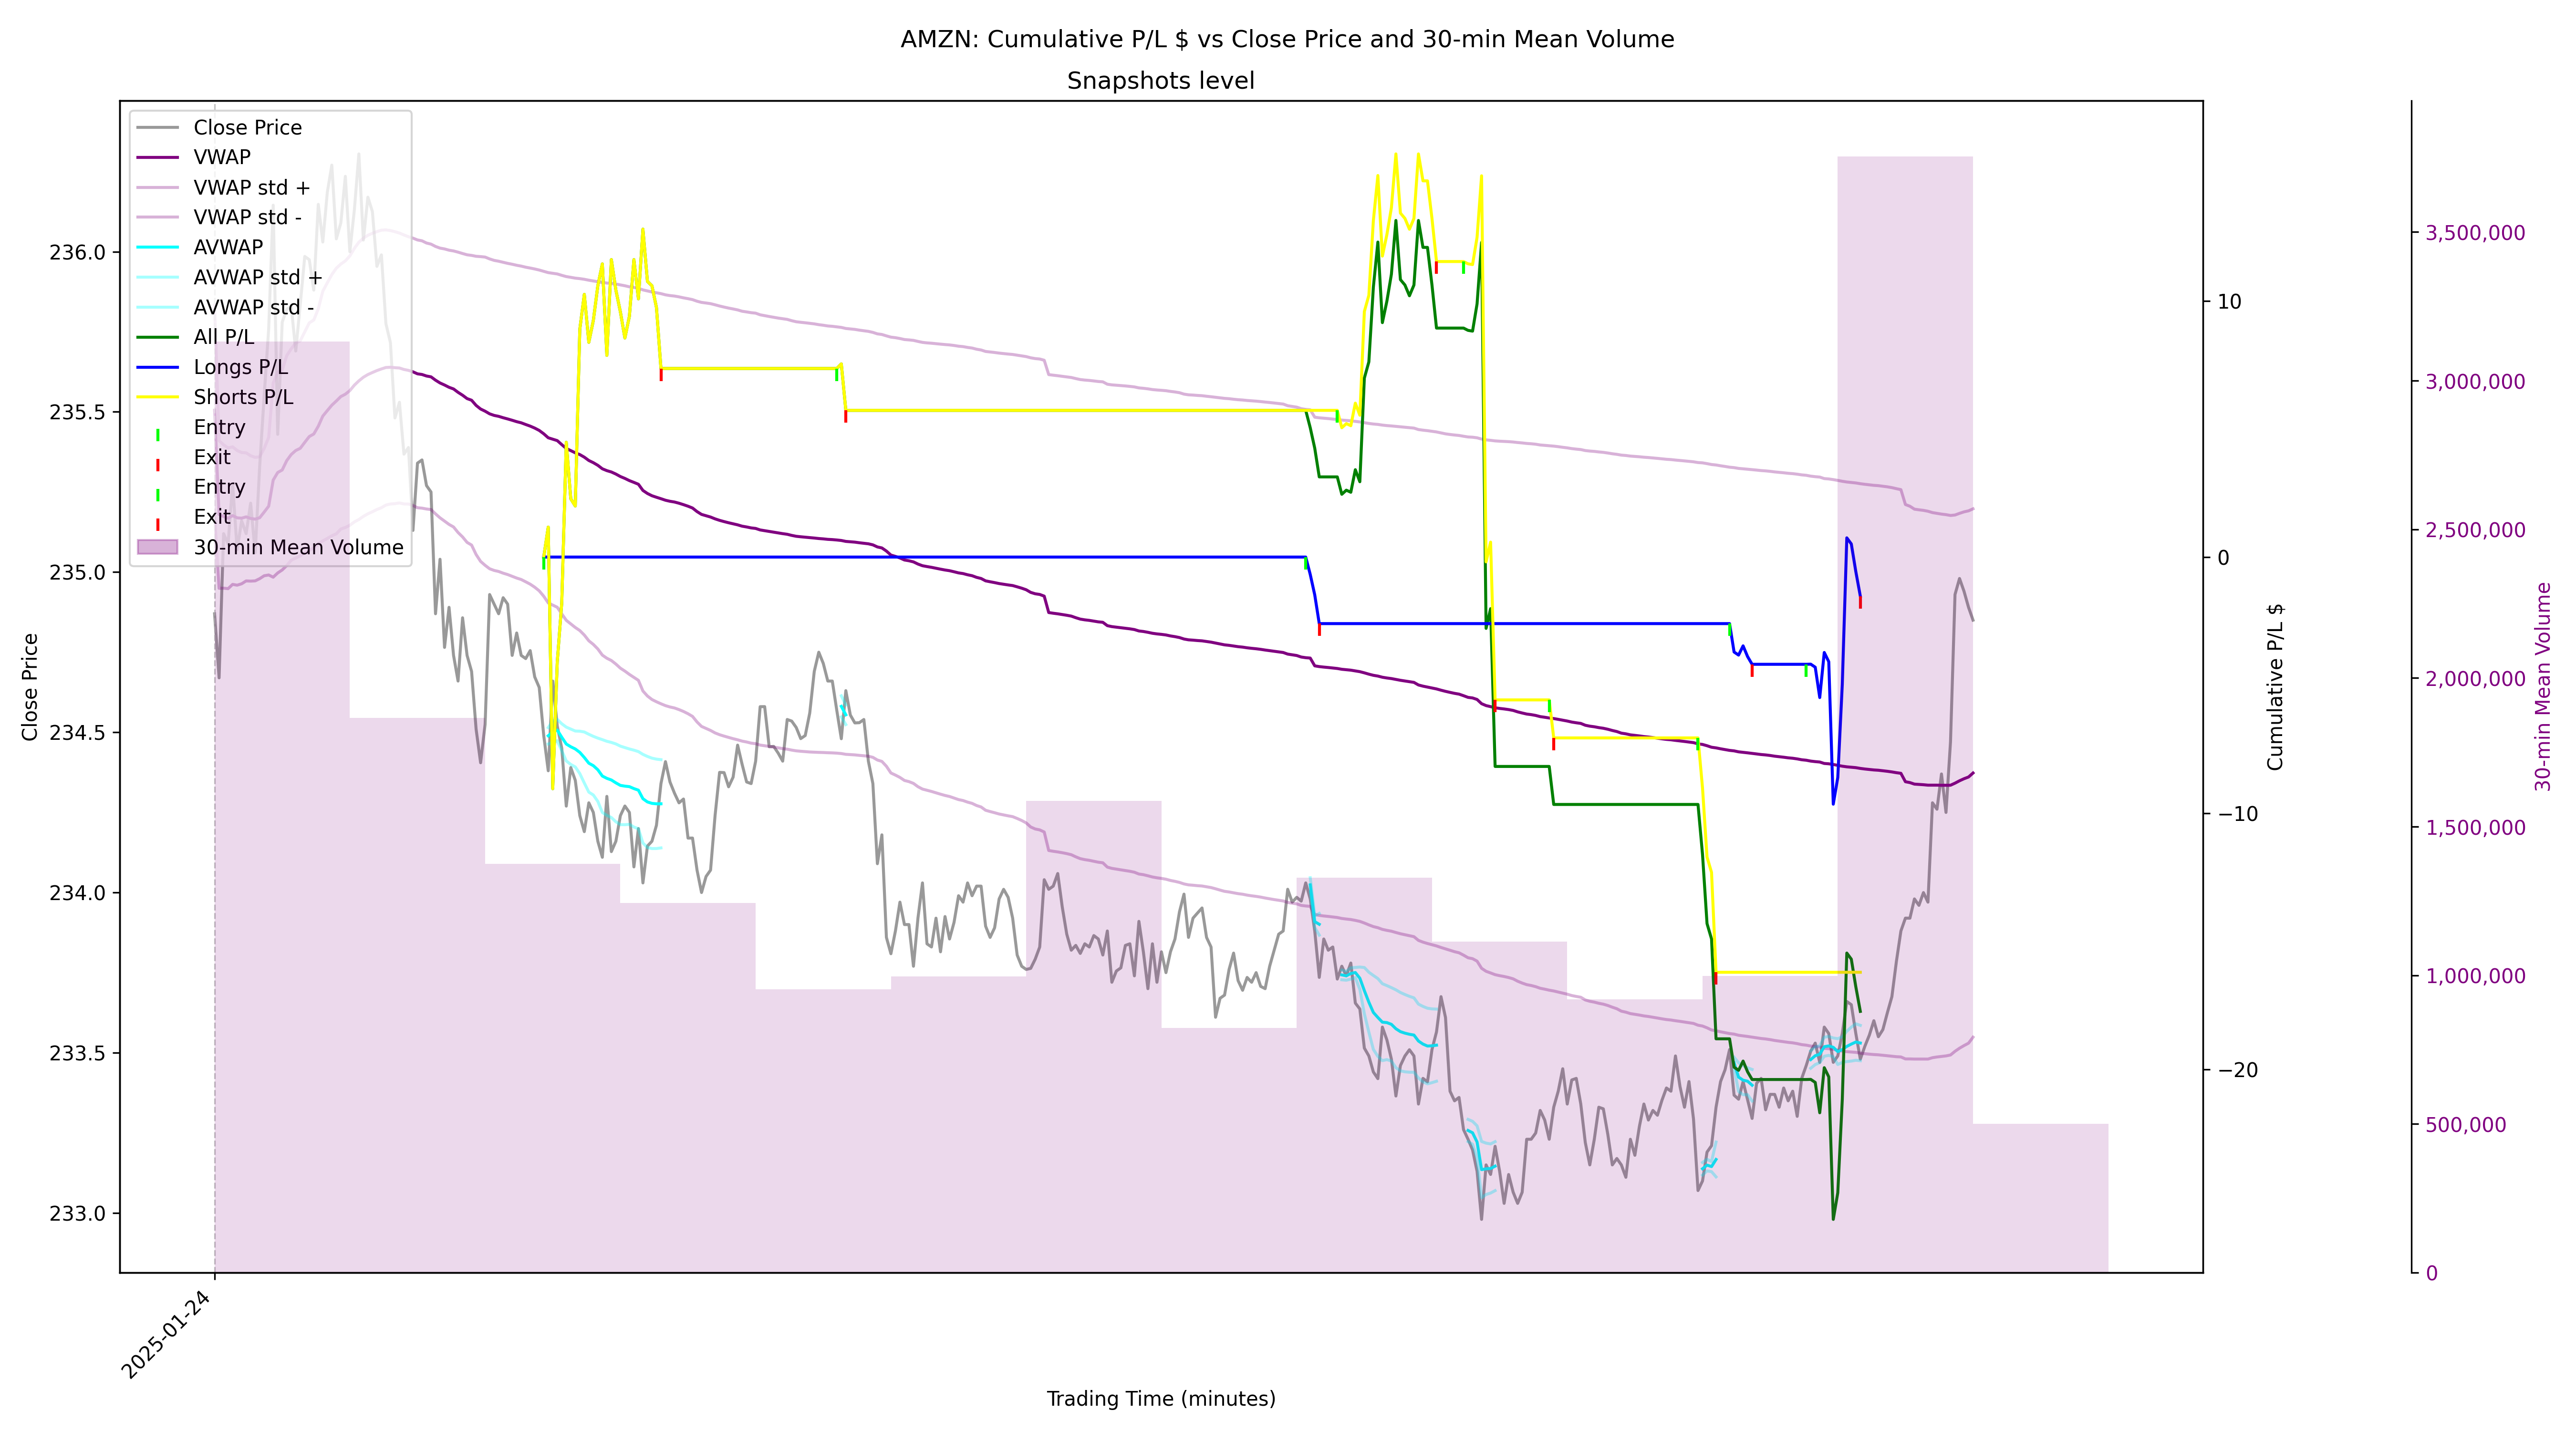 AMZN: Cumulative P/L $ vs Close Price and 30-min Mean Volume
Snapshots level
Close Price
VWAP
VWAP std +
VWAP std -
AVWAP
AVWAP std +
AVWAP std -
All P/L
Longs P/L
Shorts P/L
Entry
Exit
Entry
Exit
30-min Mean Volume
Close Price
236.0
235.5
235.0
234.5
234.0
233.5
233.0
10
0
−10
−20
Cumulative P/L $
3,500,000
3,000,000
2,500,000
2,000,000
1,500,000
1,000,000
500,000
0
30-min Mean Volume
2025-01-24
Trading Time (minutes)